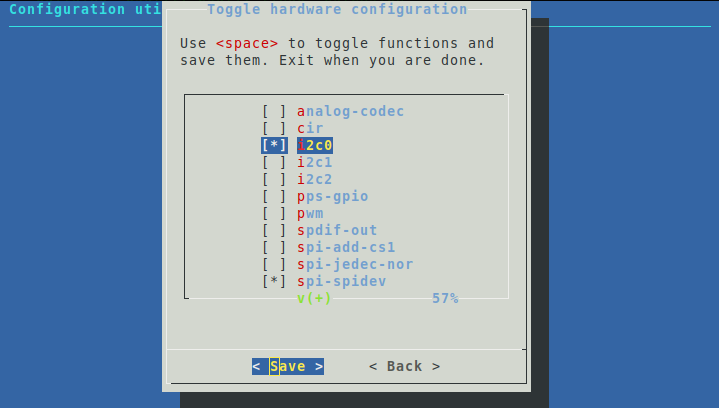 Configuration uti
Toggle hardware configuration
Use <space> to toggle functions and
save them. Exit when you are done.
[ ] analog-codec
[ ] cir
[*] i2c0
[ ] i2c1
[ ] i2c2
[ ] pps-gpio
[ ] pwm
[ ] spdif-out
[ ] spi-add-cs1
[ ] spi-jedec-nor
[*] spi-spidev
v(+) 57%
< Save > < Back >